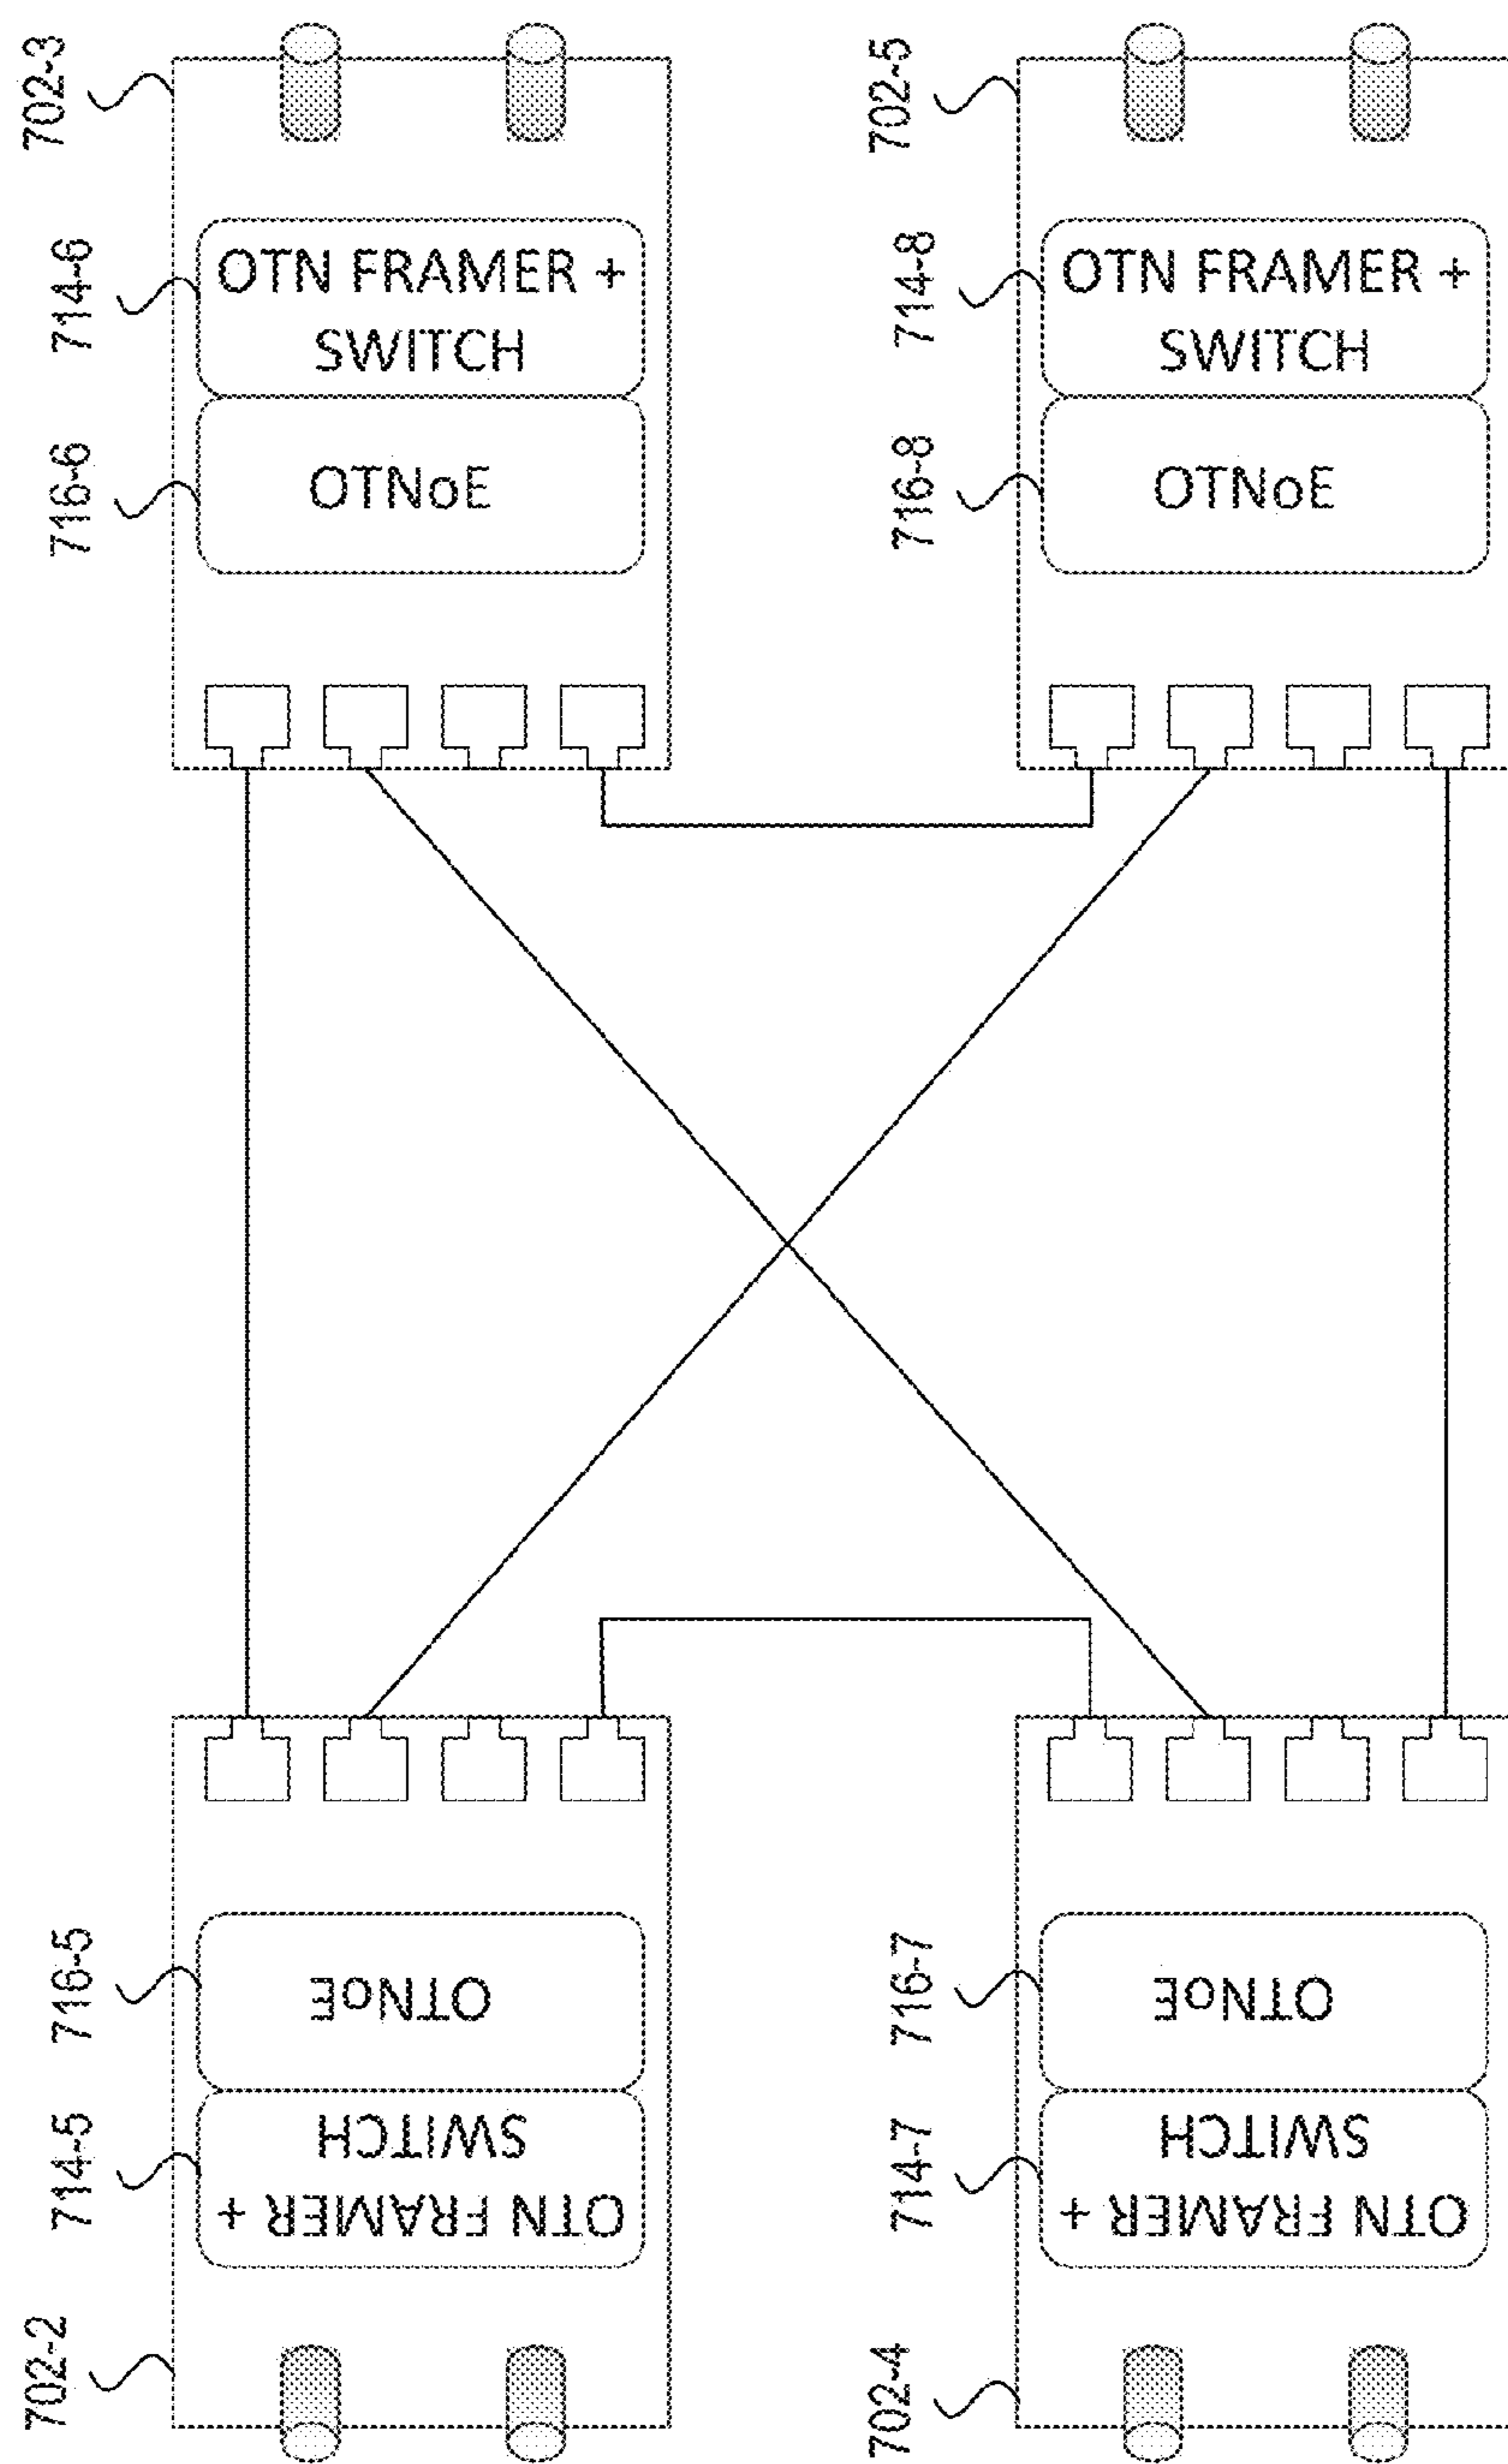 702-3
714-6
OTN FRAMER +
SWITCH
716-6
OTNoE
702-5
714-8
OTN FRAMER +
SWITCH
716-8
OTNoE
716-5
OTNoE
714-5
SWITCH
OTN FRAMER +
702-2
716-7
OTNoE
714-7
SWITCH
OTN FRAMER +
702-4